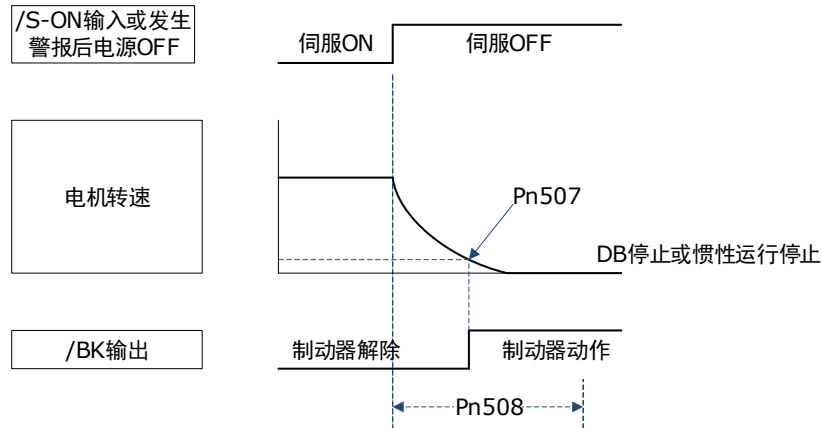 /S-ON输入或发生
警报后电源OFF
伺服ON
伺服OFF
电机转速
Pn507
DB停止或惯性运行停止
/BK输出
制动器解除
制动器动作
Pn508